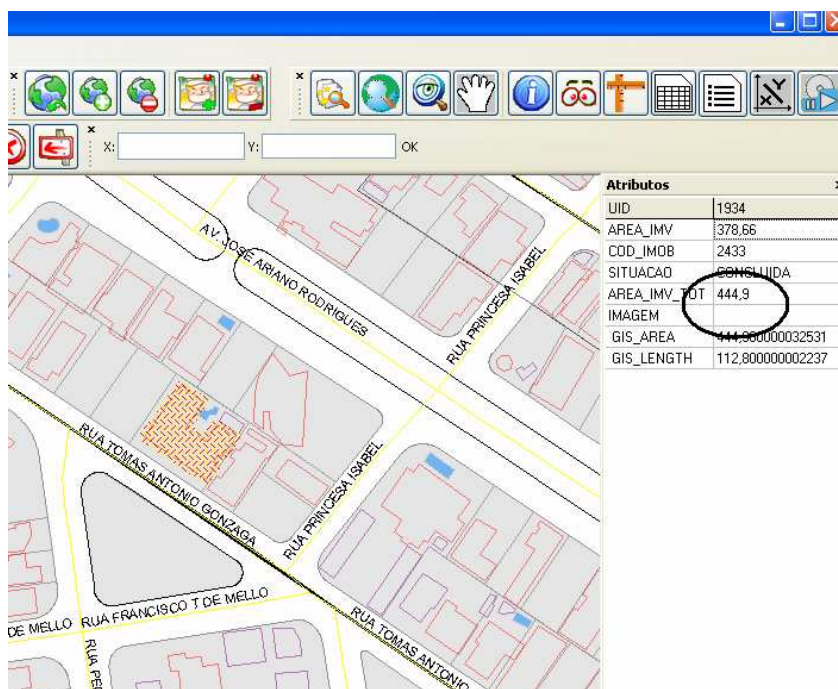 X: Y: OK
Atributos
UID 1934
AREA_IMV 378,66
COD_IMOB 2433
SITUACAO CONCLUIDA
AREA_IMV_TOT 444,9
IMAGEM
GIS_AREA 444,900000032531
GIS_LENGTH 112,800000002237
AV. JOSE ARIANO RODRIGUES
RUA PRINCESA ISABEL
RUA TOMAS ANTONIO GONZAGA
RUA PRINCESA ISABEL
DE MELLO RUA FRANCISCO T DE MELLO
RUA TOMAS ANTONIO
RUA PE